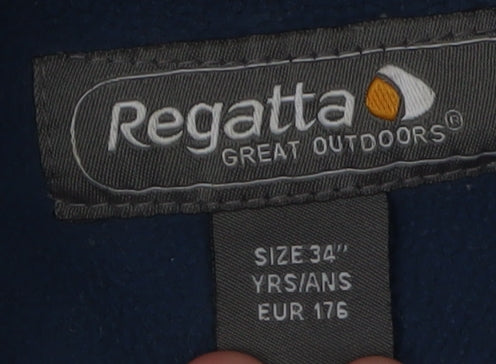 Regatta
GREAT OUTDOORS®
SIZE 34"
YRS/ANS
EUR 176